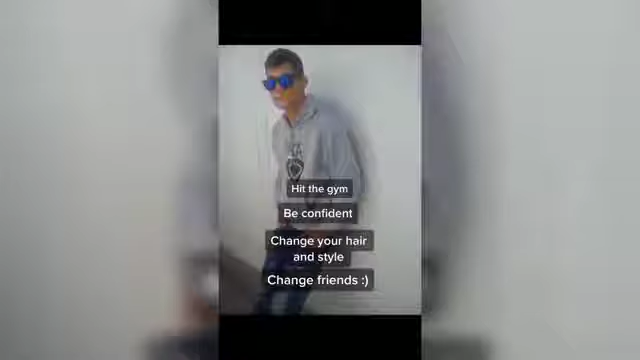 Hit the gym
Be confident
Change your hair
and style
Change friends :)